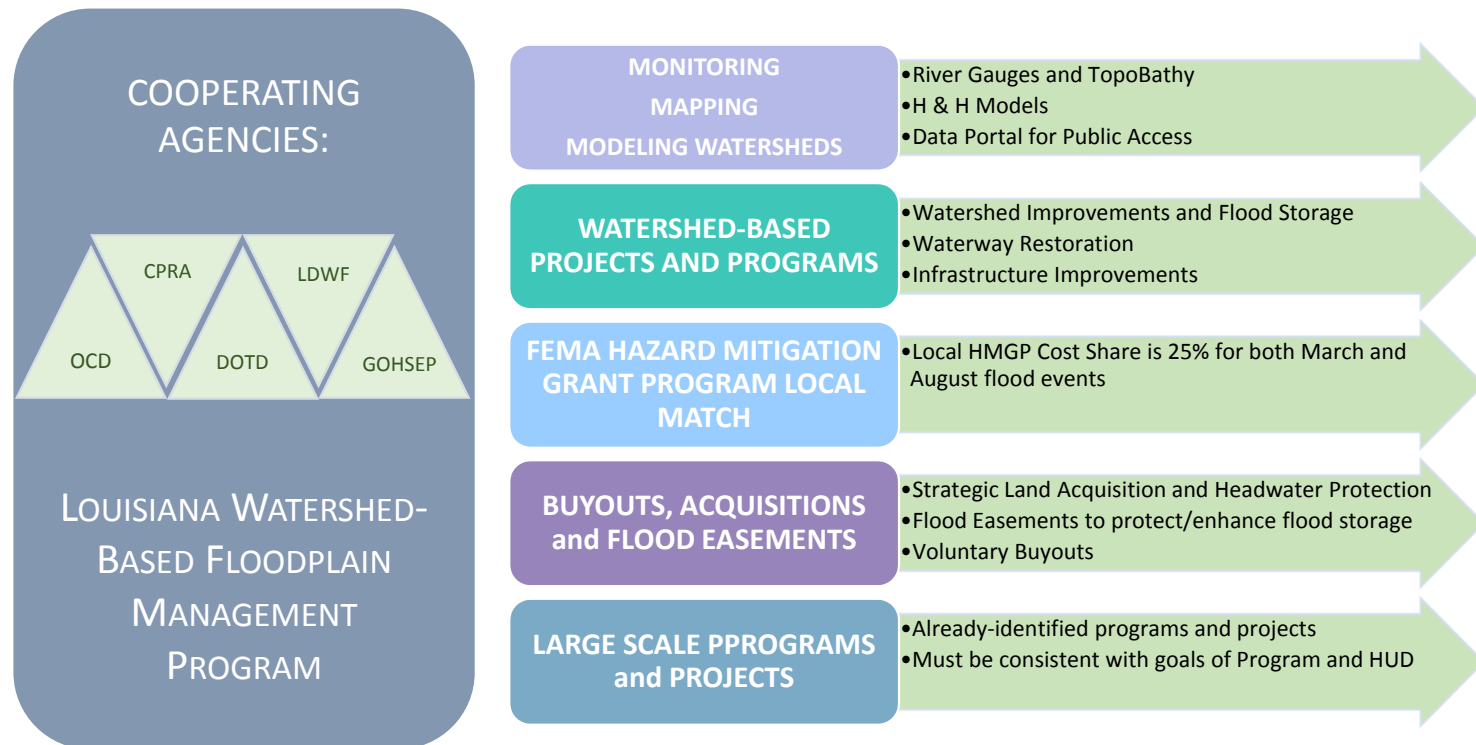 COOPERATING
AGENCIES:
CPRA
LDWF
OCD
DOTD
GOHSEP
LOUISIANA WATERSHED-
BASED FLOODPLAIN
MANAGEMENT
PROGRAM
MONITORING
MAPPING
MODELING WATERSHEDS
•River Gauges and TopoBathy
•H & H Models
•Data Portal for Public Access
WATERSHED-BASED
PROJECTS AND PROGRAMS
•Watershed Improvements and Flood Storage
•Waterway Restoration
•Infrastructure Improvements
FEMA HAZARD MITIGATION
GRANT PROGRAM LOCAL
MATCH
•Local HMGP Cost Share is 25% for both March and
August flood events
BUYOUTS, ACQUISITIONS
and FLOOD EASEMENTS
•Strategic Land Acquisition and Headwater Protection
•Flood Easements to protect/enhance flood storage
•Voluntary Buyouts
LARGE SCALE PPROGRAMS
and PROJECTS
•Already-identified programs and projects
•Must be consistent with goals of Program and HUD